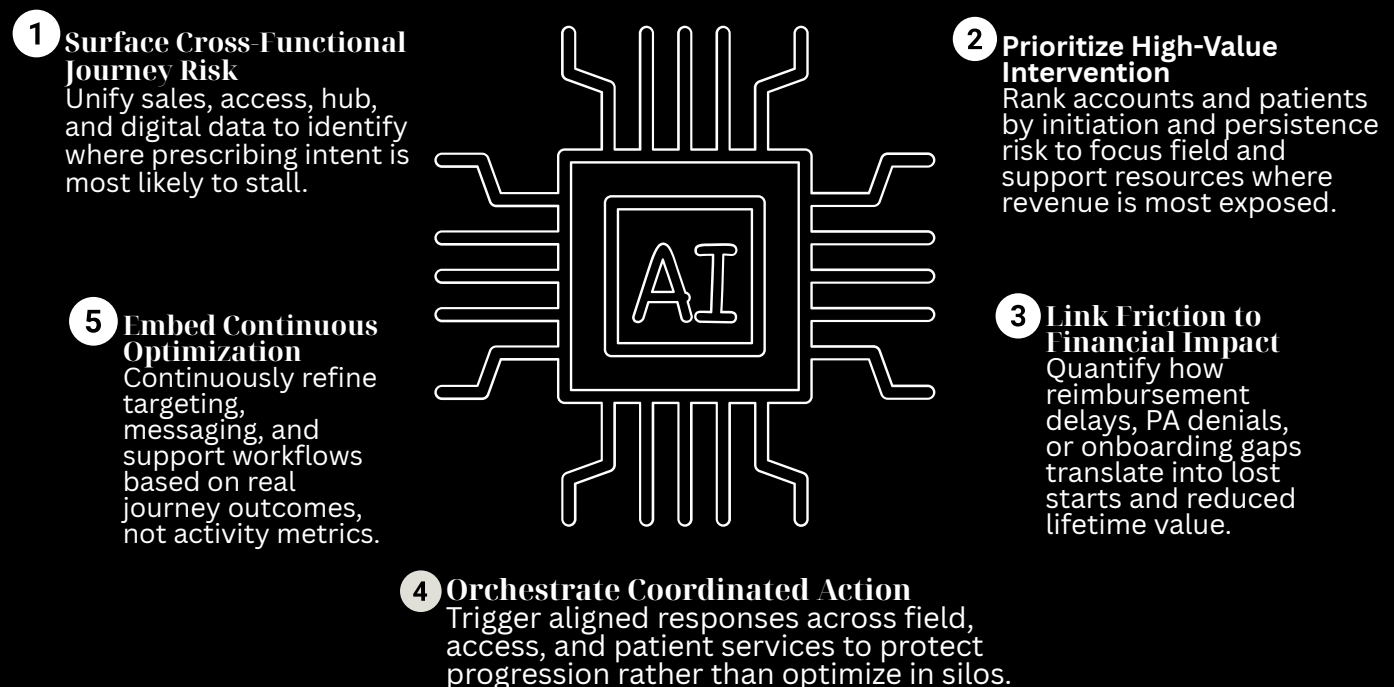 1
Surface Cross-Functional
Journey Risk
Unify sales, access, hub,
and digital data to identify
where prescribing intent is
most likely to stall.
2
Prioritize High-Value
Intervention
Rank accounts and patients
by initiation and persistence
risk to focus field and
support resources where
revenue is most exposed.
AI
3
Link Friction to
Financial Impact
Quantify how
reimbursement
delays, PA denials,
or onboarding gaps
translate into lost
starts and reduced
lifetime value.
4
Orchestrate Coordinated Action
Trigger aligned responses across field,
access, and patient services to protect
progression rather than optimize in silos.
5
Embed Continuous
Optimization
Continuously refine
targeting,
messaging, and
support workflows
based on real
journey outcomes,
not activity metrics.